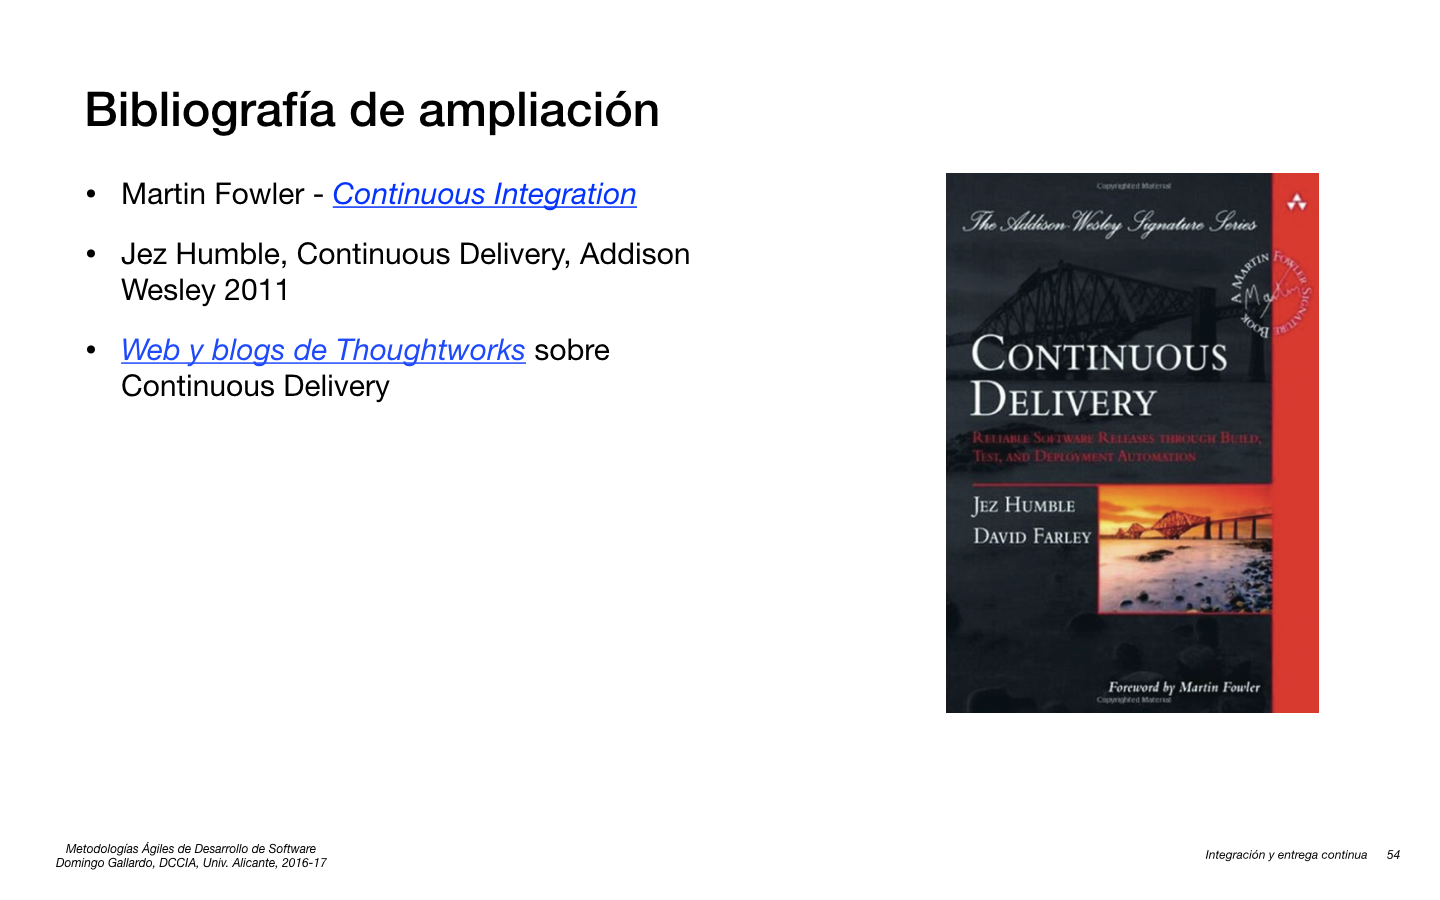 Bibliografía de ampliación
• Martin Fowler - Continuous Integration
• Jez Humble, Continuous Delivery, Addison
Wesley 2011
• Web y blogs de Thoughtworks sobre
Continuous Delivery
Copyrighted Material
The Addison-Wesley Signature Series
A MARTIN FOWLER SIGNATURE BOOK
Martin
CONTINUOUS
DELIVERY
RELIABLE SOFTWARE RELEASES THROUGH BUILD,
TEST, AND DEPLOYMENT AUTOMATION
JEZ HUMBLE
DAVID FARLEY
Foreword by Martin Fowler
Copyrighted Material
Metodologías Ágiles de Desarrollo de Software
Domingo Gallardo, DCCIA, Univ. Alicante, 2016-17
Integración y entrega continua 54